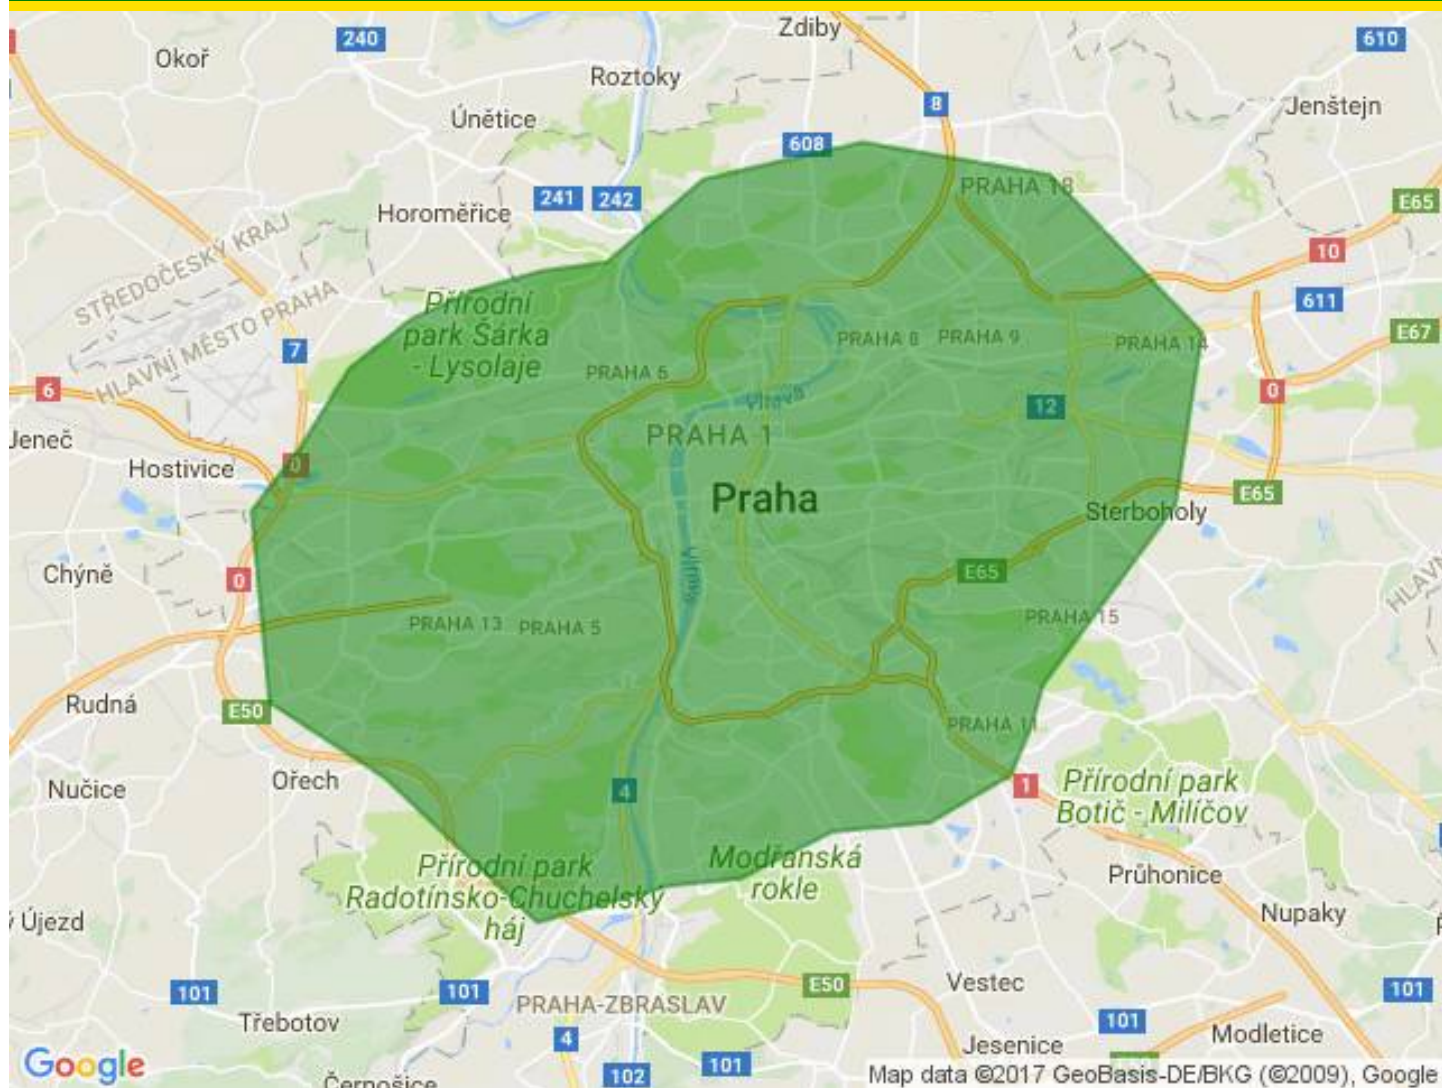 Zdiby
240
610
Okoř
Roztoky
8
Jenštejn
Únětice
608
PRAHA 18
241
242
E65
Horoměřice
10
STŘEDOČESKÝ KRAJ
HLAVNÍ MĚSTO PRAHA
611
Přírodní
park Šárka
- Lysolaje
E67
PRAHA 8
PRAHA 9
PRAHA 14
7
PRAHA 6
6
0
12
Vltava
Jeneč
PRAHA 1
Hostivice
0
Praha
E65
Sterboholy
Chýně
0
E65
Vltava
HLAVN
PRAHA 13
PRAHA 5
PRAHA 15
Rudná
E50
PRAHA 11
Nučice
Ořech
4
1
Přírodní park
Botič - Milíčov
Přírodní park
Radotínsko-Chuchelský
háj
Modřanská
rokle
Průhonice
ý Újezd
Nupaky
101
101
E50
Vestec
101
PRAHA-ZBRASLAV
Třebotov
101
4
Modletice
Jesenice
Google
Černošice
102
101
Map data ©2017 GeoBasis-DE/BKG (©2009), Google